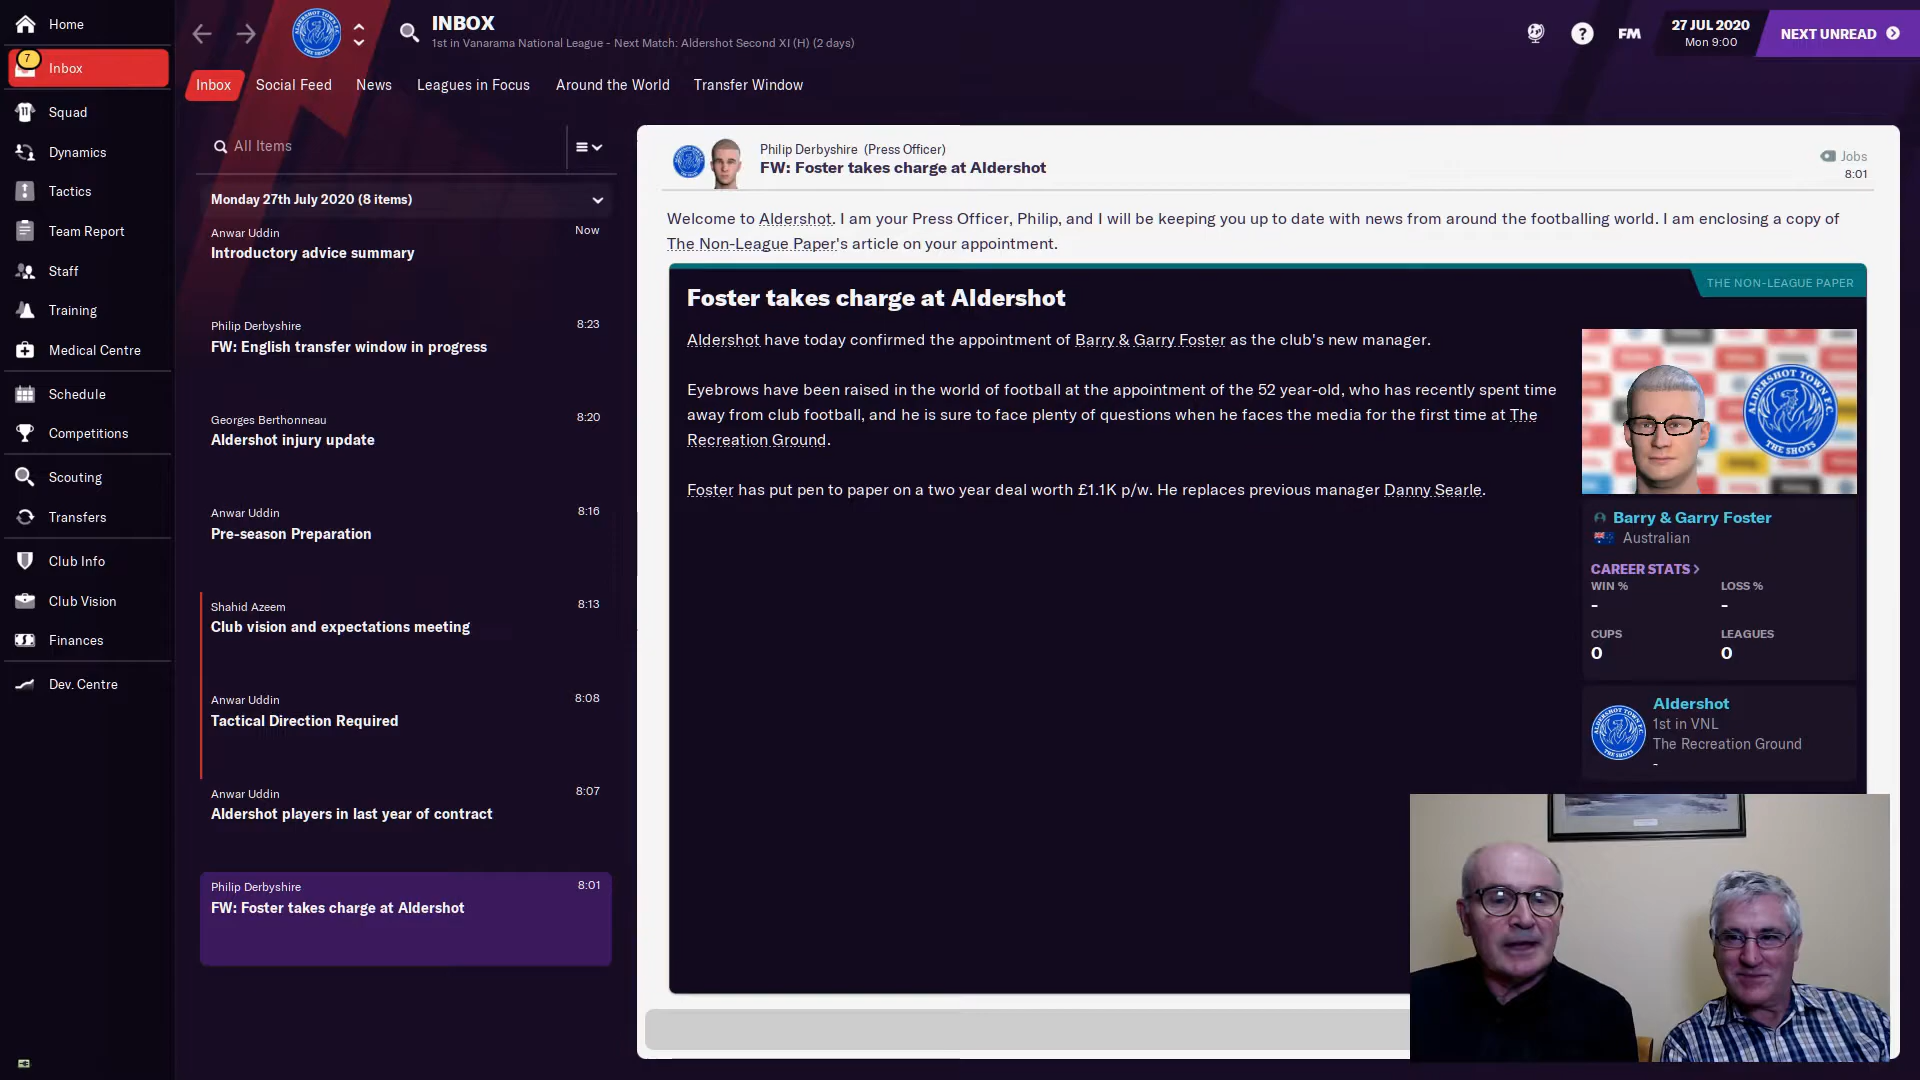 Home
7
Inbox
Squad
Dynamics
Tactics
Team Report
Staff
Training
Medical Centre
Schedule
Competitions
Scouting
Transfers
Club Info
Club Vision
Finances
Dev. Centre
INBOX
1st in Vanarama National League - Next Match: Aldershot Second XI (H) (2 days)
?
FM
27 JUL 2020
Mon 9:00
NEXT UNREAD
Inbox
Social Feed
News
Leagues in Focus
Around the World
Transfer Window
All Items
Monday 27th July 2020 (8 items)
Anwar Uddin
Now
Introductory advice summary
Philip Derbyshire
8:23
FW: English transfer window in progress
Georges Berthonneau
8:20
Aldershot injury update
Anwar Uddin
8:16
Pre-season Preparation
Shahid Azeem
8:13
Club vision and expectations meeting
Anwar Uddin
8:08
Tactical Direction Required
Anwar Uddin
8:07
Aldershot players in last year of contract
Philip Derbyshire
8:01
FW: Foster takes charge at Aldershot
Philip Derbyshire (Press Officer)
FW: Foster takes charge at Aldershot
Jobs
8:01
Welcome to Aldershot. I am your Press Officer, Philip, and I will be keeping you up to date with news from around the footballing world. I am enclosing a copy of
The Non-League Paper's article on your appointment.
THE NON-LEAGUE PAPER
Foster takes charge at Aldershot
Aldershot have today confirmed the appointment of Barry & Garry Foster as the club's new manager.
Eyebrows have been raised in the world of football at the appointment of the 52 year-old, who has recently spent time
away from club football, and he is sure to face plenty of questions when he faces the media for the first time at The
Recreation Ground.
Foster has put pen to paper on a two year deal worth £1.1K p/w. He replaces previous manager Danny Searle.
ALDERSHOT TOWN F.C.
THE SHOTS
Barry & Garry Foster
Australian
CAREER STATS
WIN %
LOSS %
-
-
CUPS
LEAGUES
0
0
Aldershot
1st in VNL
The Recreation Ground
-